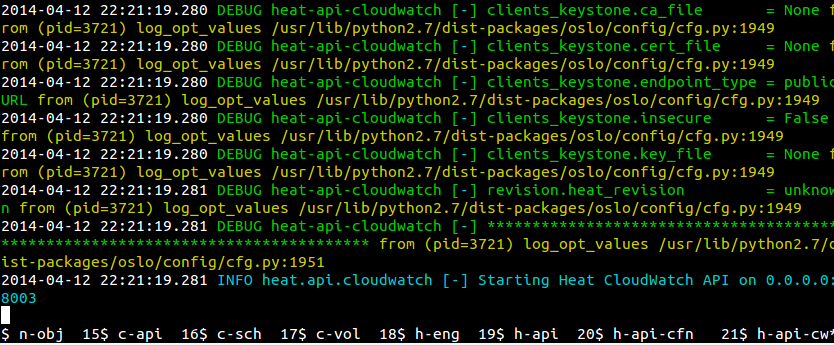 2014-04-12 22:21:19.280 DEBUG heat-api-cloudwatch [-] clients_keystone.ca_file       = None f
rom (pid=3721) log_opt_values /usr/lib/python2.7/dist-packages/oslo/config/cfg.py:1949
2014-04-12 22:21:19.280 DEBUG heat-api-cloudwatch [-] clients_keystone.cert_file     = None f
rom (pid=3721) log_opt_values /usr/lib/python2.7/dist-packages/oslo/config/cfg.py:1949
2014-04-12 22:21:19.280 DEBUG heat-api-cloudwatch [-] clients_keystone.endpoint_type = public
URL from (pid=3721) log_opt_values /usr/lib/python2.7/dist-packages/oslo/config/cfg.py:1949
2014-04-12 22:21:19.280 DEBUG heat-api-cloudwatch [-] clients_keystone.insecure      = False
from (pid=3721) log_opt_values /usr/lib/python2.7/dist-packages/oslo/config/cfg.py:1949
2014-04-12 22:21:19.280 DEBUG heat-api-cloudwatch [-] clients_keystone.key_file      = None f
rom (pid=3721) log_opt_values /usr/lib/python2.7/dist-packages/oslo/config/cfg.py:1949
2014-04-12 22:21:19.281 DEBUG heat-api-cloudwatch [-] revision.heat_revision         = unknow
n from (pid=3721) log_opt_values /usr/lib/python2.7/dist-packages/oslo/config/cfg.py:1949
2014-04-12 22:21:19.281 DEBUG heat-api-cloudwatch [-] ***************************************
***************************************** from (pid=3721) log_opt_values /usr/lib/python2.7/d
ist-packages/oslo/config/cfg.py:1951
2014-04-12 22:21:19.281 INFO heat.api.cloudwatch [-] Starting Heat CloudWatch API on 0.0.0.0:
8003
$ n-obj  15$ c-api  16$ c-sch  17$ c-vol  18$ h-eng  19$ h-api  20$ h-api-cfn   21$ h-api-cw*